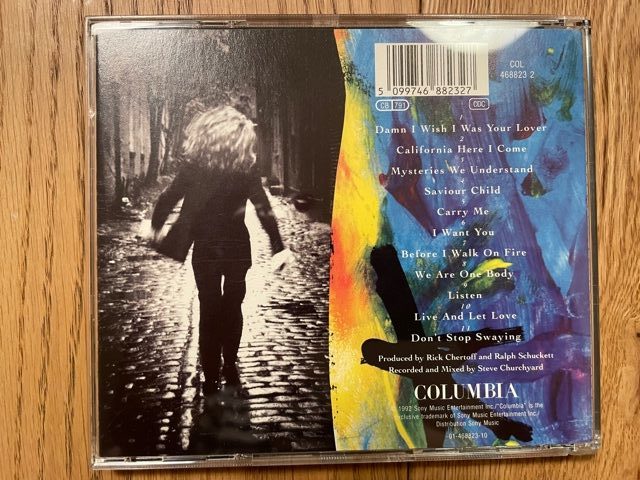 5 099746 882327
COL
468823 2
CB 791
CDC
1
Damn I Wish I Was Your Lover
2
California Here I Come
3
Mysteries We Understand
4
Saviour Child
5
Carry Me
6
I Want You
7
Before I Walk On Fire
8
We Are One Body
9
Listen
10
Live And Let Love
11
Don't Stop Swaying
Produced by Rick Chertoff and Ralph Schuckett
Recorded and Mixed by Steve Churchyard
COLUMBIA
1992 Sony Music Entertainment Inc./"Columbia" is the
exclusive trademark of Sony Music Entertainment Inc./
Distribution Sony Music
01-468823-10